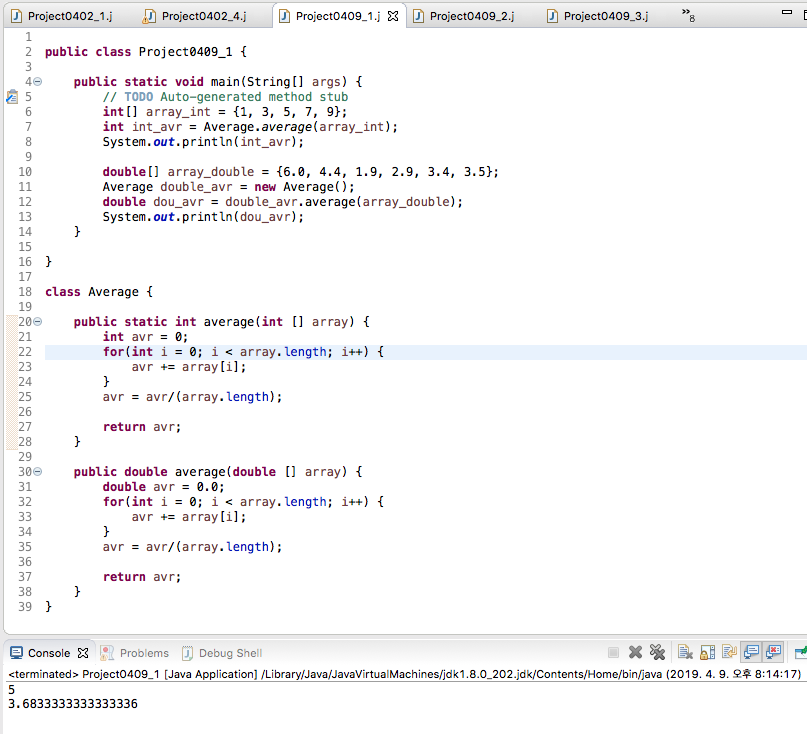 Project0402_1.j Project0402_4.j Project0409_1.j Project0409_2.j Project0409_3.j »8
1
2 public class Project0409_1 {
3
4 public static void main(String[] args) {
5 // TODO Auto-generated method stub
6 int[] array_int = {1, 3, 5, 7, 9};
7 int int_avr = Average.average(array_int);
8 System.out.println(int_avr);
9
10 double[] array_double = {6.0, 4.4, 1.9, 2.9, 3.4, 3.5};
11 Average double_avr = new Average();
12 double dou_avr = double_avr.average(array_double);
13 System.out.println(dou_avr);
14 }
15
16 }
17
18 class Average {
19
20 public static int average(int [] array) {
21 int avr = 0;
22 for(int i = 0; i < array.length; i++) {
23 avr += array[i];
24 }
25 avr = avr/(array.length);
26
27 return avr;
28 }
29
30 public double average(double [] array) {
31 double avr = 0.0;
32 for(int i = 0; i < array.length; i++) {
33 avr += array[i];
34 }
35 avr = avr/(array.length);
36
37 return avr;
38 }
39 }
Console Problems Debug Shell
<terminated> Project0409_1 [Java Application] /Library/Java/JavaVirtualMachines/jdk1.8.0_202.jdk/Contents/Home/bin/java (2019. 4. 9. 오후 8:14:17)
5
3.6833333333333336